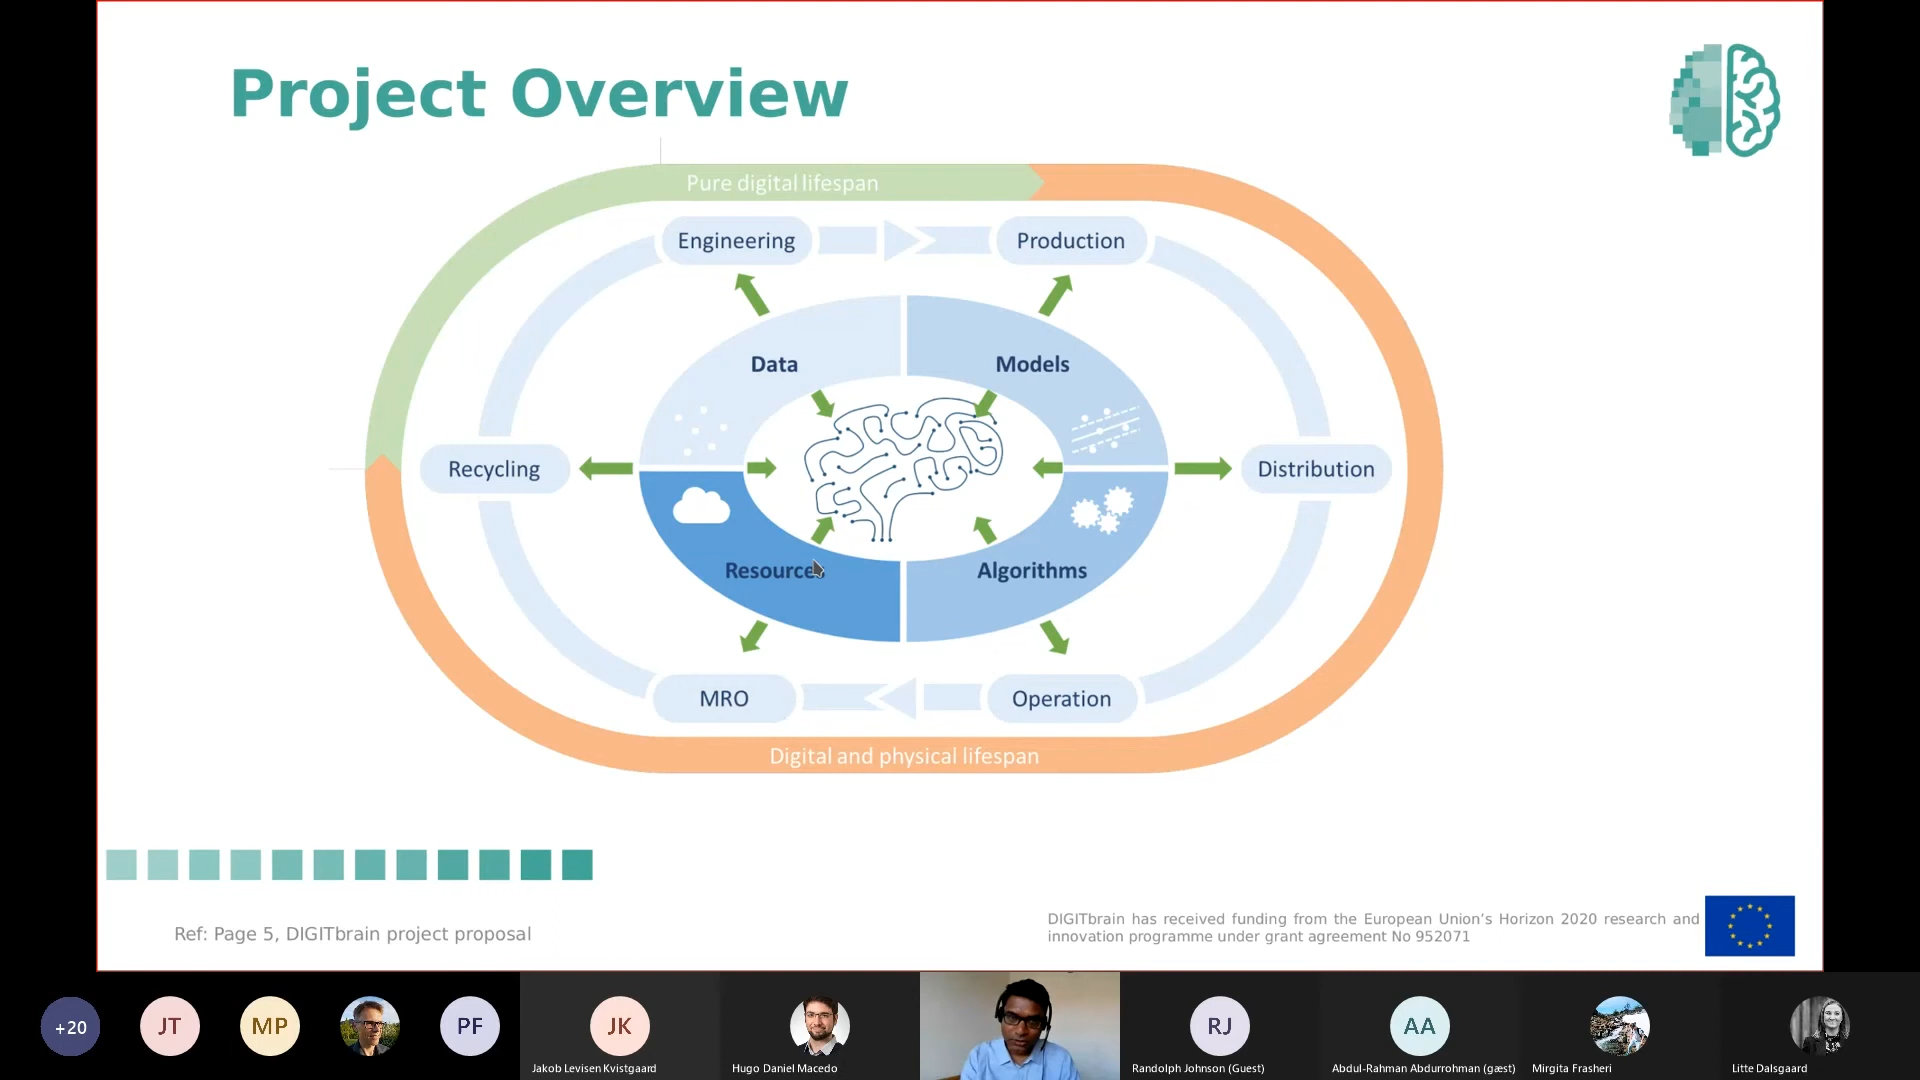 Project Overview
Pure digital lifespan
Engineering
Production
Data
Models
Recycling
Distribution
Resources
Algorithms
MRO
Operation
Digital and physical lifespan
Ref: Page 5, DIGITbrain project proposal
DIGITbrain has received funding from the European Union’s Horizon 2020 research and
innovation programme under grant agreement No 952071
+20
JT
MP
PF
JK
RJ
AA
Jakob Levisen Kvistgaard
Hugo Daniel Macedo
Randolph Johnson (Guest)
Abdul-Rahman Abdurrohman (gæst)
Mirgita Frasheri
Litte Dalsgaard